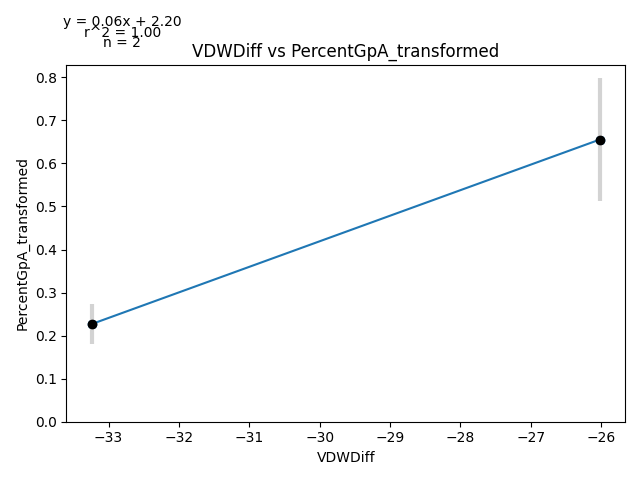 y = 0.06x + 2.20
r^2 = 1.00
n = 2
VDWDiff vs PercentGpA_transformed
0.8
0.7
0.6
0.5
0.4
0.3
0.2
0.1
0.0
PercentGpA_transformed
−33
−32
−31
−30
−29
−28
−27
−26
VDWDiff